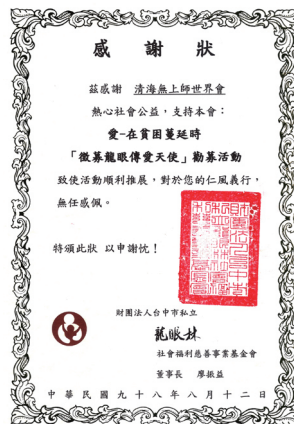 感謝狀
茲感謝 清海無上師世界會
熱心社會公益,支持本會:
愛-在貧困蔓延時
「徵募龍眼傳愛天使」勸募活動
致使活動順利推展,對於您的仁風義行,
無任感佩。
特頒此狀 以申謝忱!
財團法人台中市私立
龍眼林
社會福利慈善事業基金會
董事長 廖振益
中華民國九十八年八月十二日